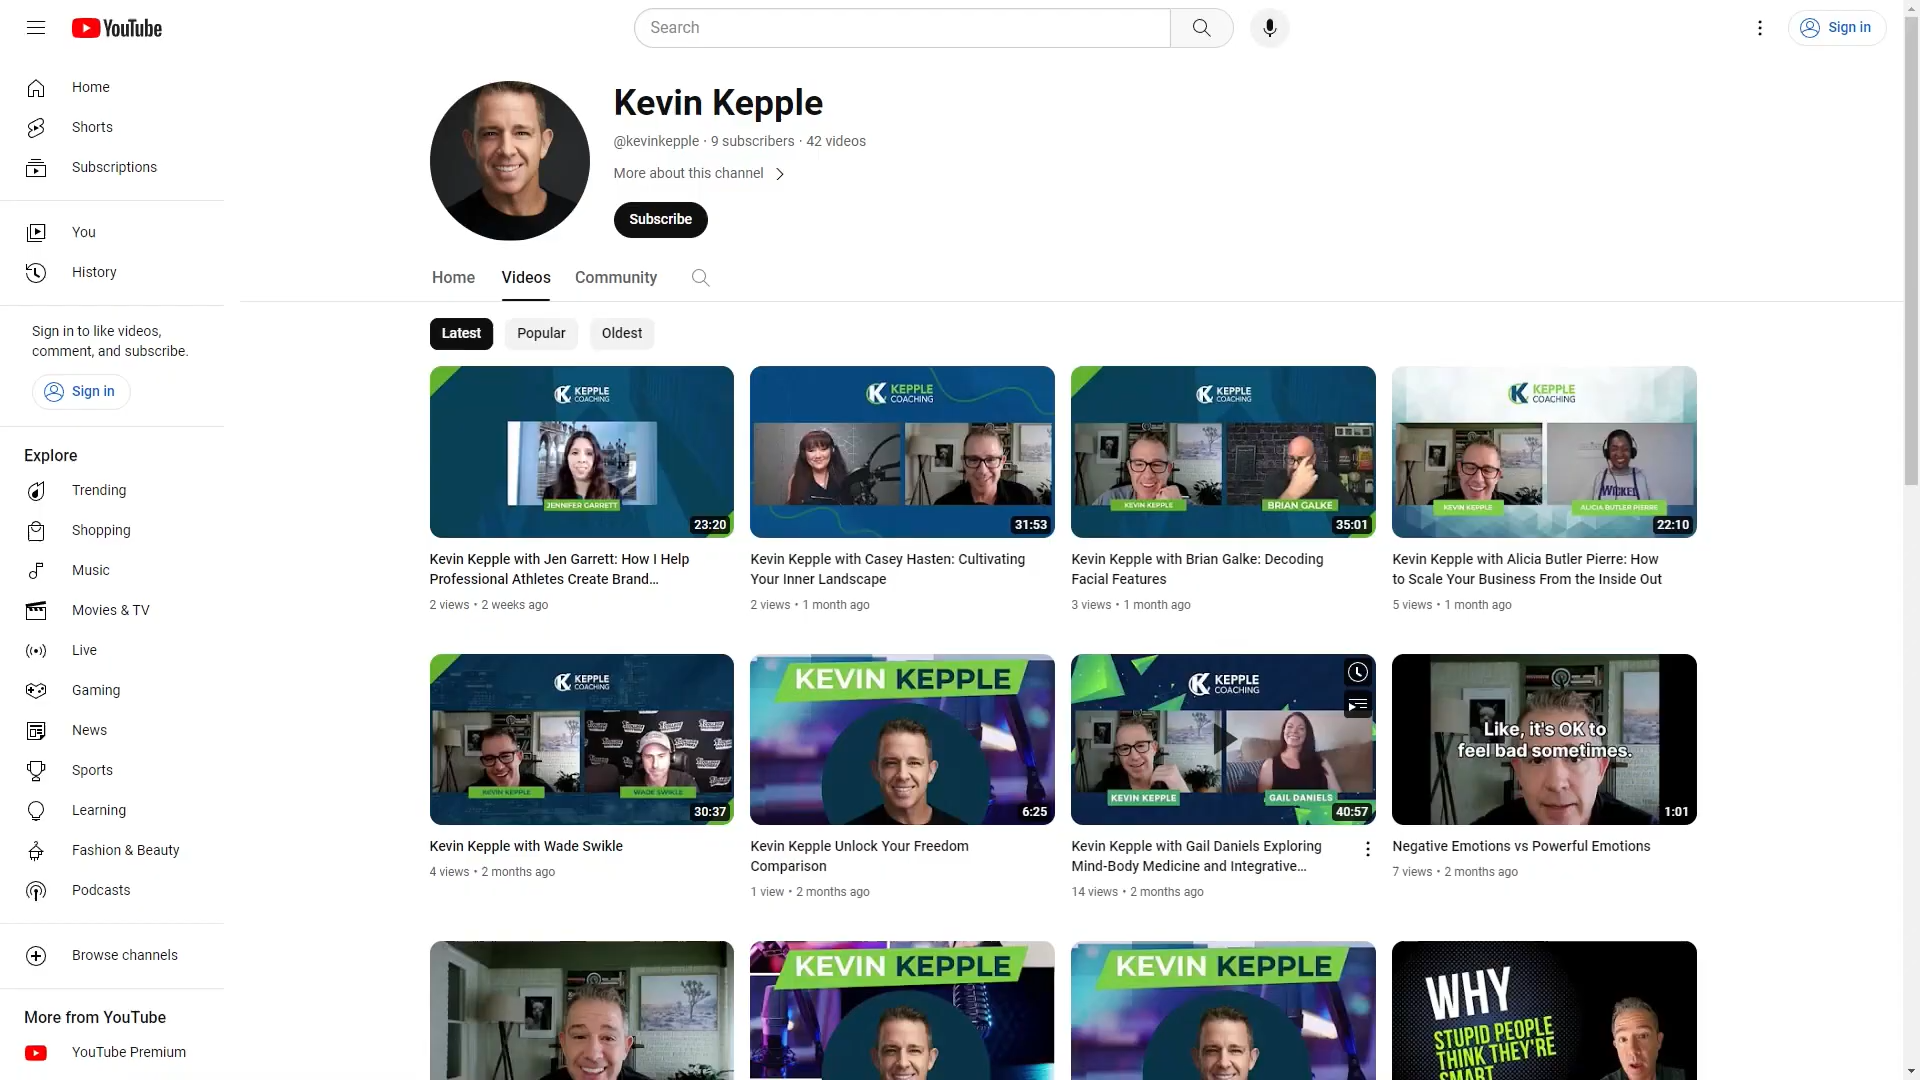 YouTube
Search
Sign in
Home
Shorts
Subscriptions
You
History
Sign in to like videos,
comment, and subscribe.
Sign in
Explore
Trending
Shopping
Music
Movies & TV
Live
Gaming
News
Sports
Learning
Fashion & Beauty
Podcasts
Browse channels
More from YouTube
YouTube Premium
Kevin Kepple
@kevinkepple · 9 subscribers · 42 videos
More about this channel
Subscribe
Home Videos Community
Latest Popular Oldest
KEPPLE
COACHING
JENNIFER GARRETT
23:20
Kevin Kepple with Jen Garrett: How I Help
Professional Athletes Create Brand...
2 views • 2 weeks ago
KEPPLE
COACHING
31:53
Kevin Kepple with Casey Hasten: Cultivating
Your Inner Landscape
2 views • 1 month ago
KEPPLE
COACHING
KEVIN KEPPLE
BRIAN GALKE
35:01
Kevin Kepple with Brian Galke: Decoding
Facial Features
3 views • 1 month ago
KEPPLE
COACHING
WICKED
KEVIN KEPPLE
ALICIA BUTLER PIERRE
22:10
Kevin Kepple with Alicia Butler Pierre: How
to Scale Your Business From the Inside Out
5 views • 1 month ago
KEPPLE
COACHING
KEVIN KEPPLE
WADE SWIKLE
30:37
Kevin Kepple with Wade Swikle
4 views • 2 months ago
KEVIN KEPPLE
6:25
Kevin Kepple Unlock Your Freedom
Comparison
1 view • 2 months ago
KEPPLE
COACHING
KEVIN KEPPLE
GAIL DANIELS
40:57
Kevin Kepple with Gail Daniels Exploring
Mind-Body Medicine and Integrative...
14 views • 2 months ago
Like, it's OK to
feel bad sometimes.
1:01
Negative Emotions vs Powerful Emotions
7 views • 2 months ago
KEVIN KEPPLE
KEVIN KEPPLE
WHY
STUPID PEOPLE
THINK THEY'RE
SMART